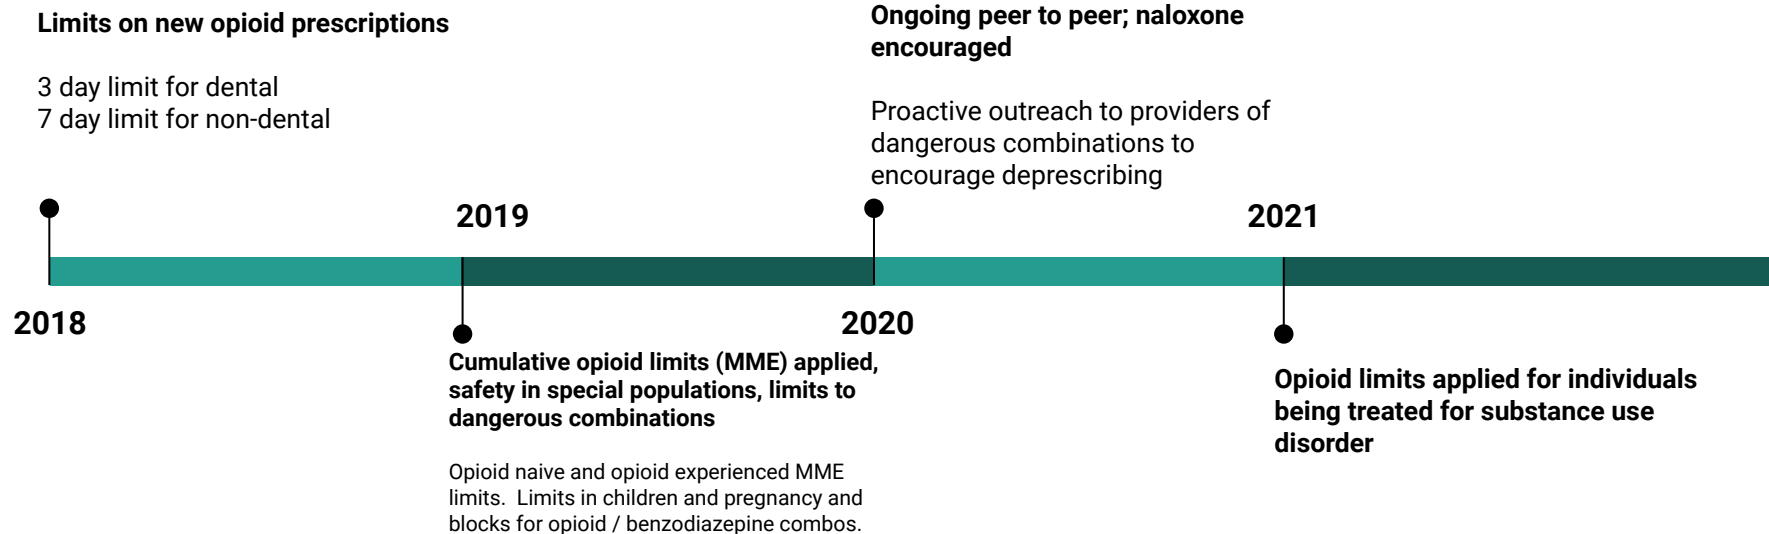 Limits on new opioid prescriptions
3 day limit for dental
7 day limit for non-dental
2018
2019
Cumulative opioid limits (MME) applied,
safety in special populations, limits to
dangerous combinations
Opioid naive and opioid experienced MME
limits.  Limits in children and pregnancy and
blocks for opioid / benzodiazepine combos.
Ongoing peer to peer; naloxone
encouraged
Proactive outreach to providers of
dangerous combinations to
encourage deprescribing
2020
2021
Opioid limits applied for individuals
being treated for substance use
disorder